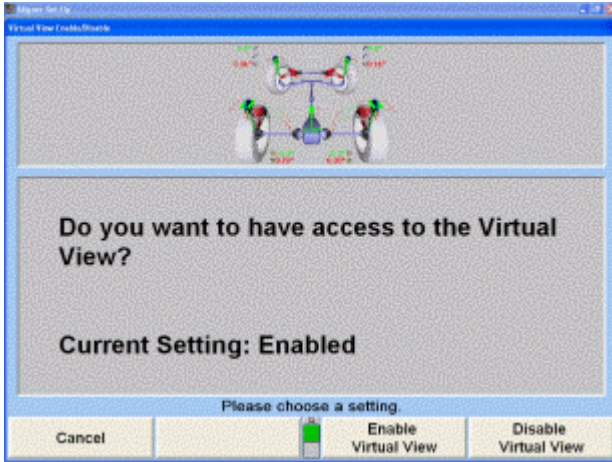 Aligner Set-Up
Virtual View Enable/Disable
Do you want to have access to the Virtual
View?
Current Setting: Enabled
Please choose a setting.
Cancel
Enable
Virtual View
Disable
Virtual View